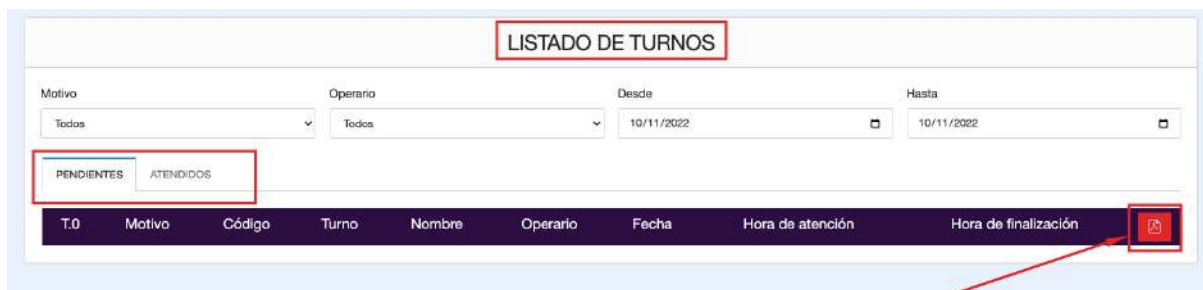 LISTADO DE TURNOS
Motivo Operario Desde Hasta
Todos Todos 10/11/2022 10/11/2022
PENDIENTES ATENDIDOS
T.0 Motivo Código Turno Nombre Operario Fecha Hora de atención Hora de finalización